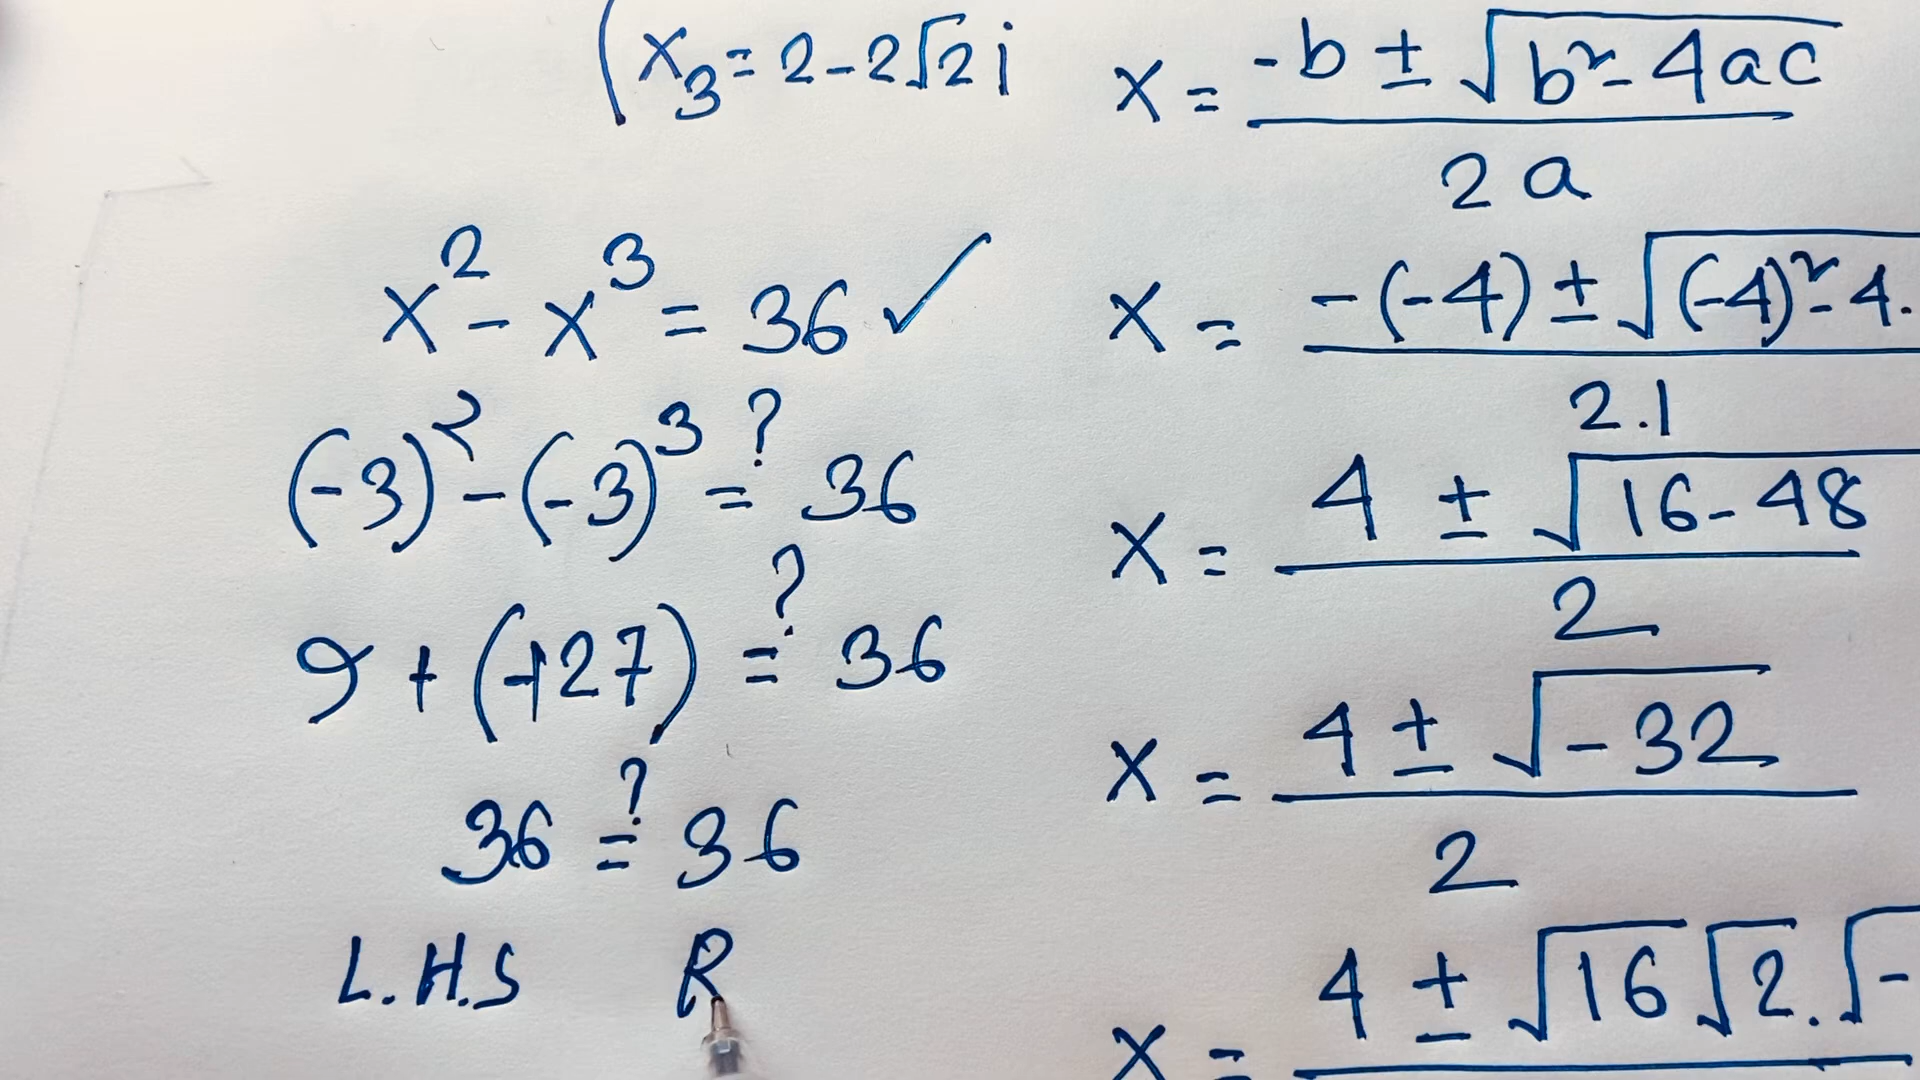 x₃ = 2 - 2√2 i
x² - x³ = 36 ✓
(-3)² - (-3)³ =? 36
9 + (+27) =? 36
36 =? 36
L.H.S R
x = (-b ± √(b² - 4ac)) / 2a
x = (-(-4) ± √((-4)² - 4. / 2.1
x = (4 ± √(16 - 48)) / 2
x = (4 ± √(-32)) / 2
x = 4 ± √16 √2 . √-